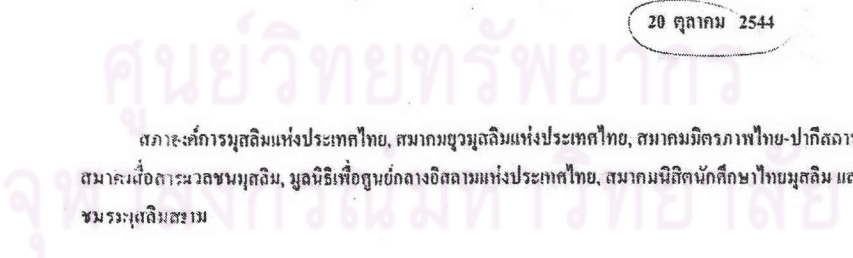 20 ตุลาคม 2544
ศูนย์วิทยทรัพยากร
สภาองค์การมุสลิมแห่งประเทศไทย, สมาคมยุวมุสลิมแห่งประเทศไทย, สมาคมมิตรภาพไทย-ปากีสถาน
สมาคมสื่อสารมวลชนมุสลิม, มูลนิธิเพื่อศูนย์กลางอิสลามแห่งประเทศไทย, สมาคมนิสิตนักศึกษาไทยมุสลิม และ
จุฬาลงกรณ์มหาวิทยาลัย
ชมรมมุสลิมสยาม